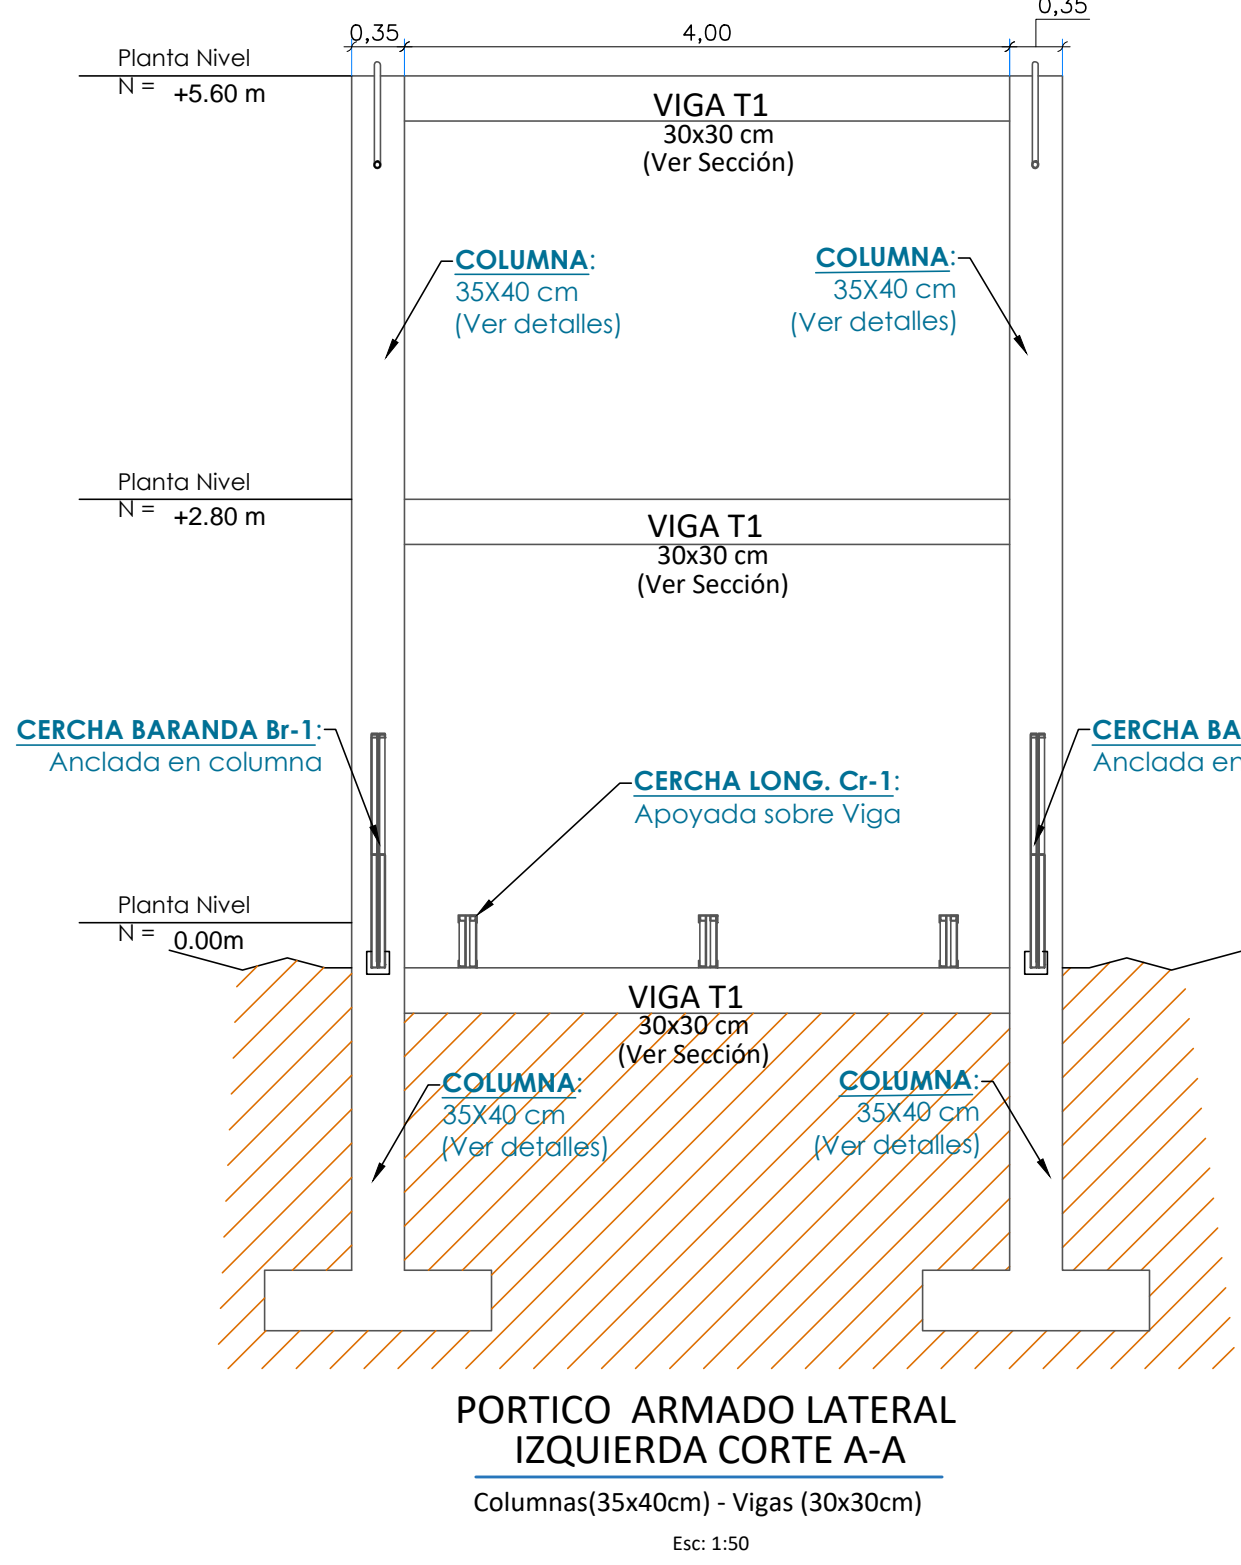 0,35
0,35
4,00
Planta Nivel
N = +5.60 m
VIGA T1
30x30 cm
(Ver Sección)
COLUMNA:
35X40 cm
(Ver detalles)
COLUMNA:
35X40 cm
(Ver detalles)
Planta Nivel
N = +2.80 m
VIGA T1
30x30 cm
(Ver Sección)
CERCHA BARANDA Br-1:
Anclada en columna
CERCHA BA
Anclada en
CERCHA LONG. Cr-1:
Apoyada sobre Viga
Planta Nivel
N = 0.00m
VIGA T1
30x30 cm
(Ver Sección)
COLUMNA:
35X40 cm
(Ver detalles)
COLUMNA:
35X40 cm
(Ver detalles)
PORTICO ARMADO LATERAL
IZQUIERDA CORTE A-A
Columnas(35x40cm) - Vigas (30x30cm)
Esc: 1:50